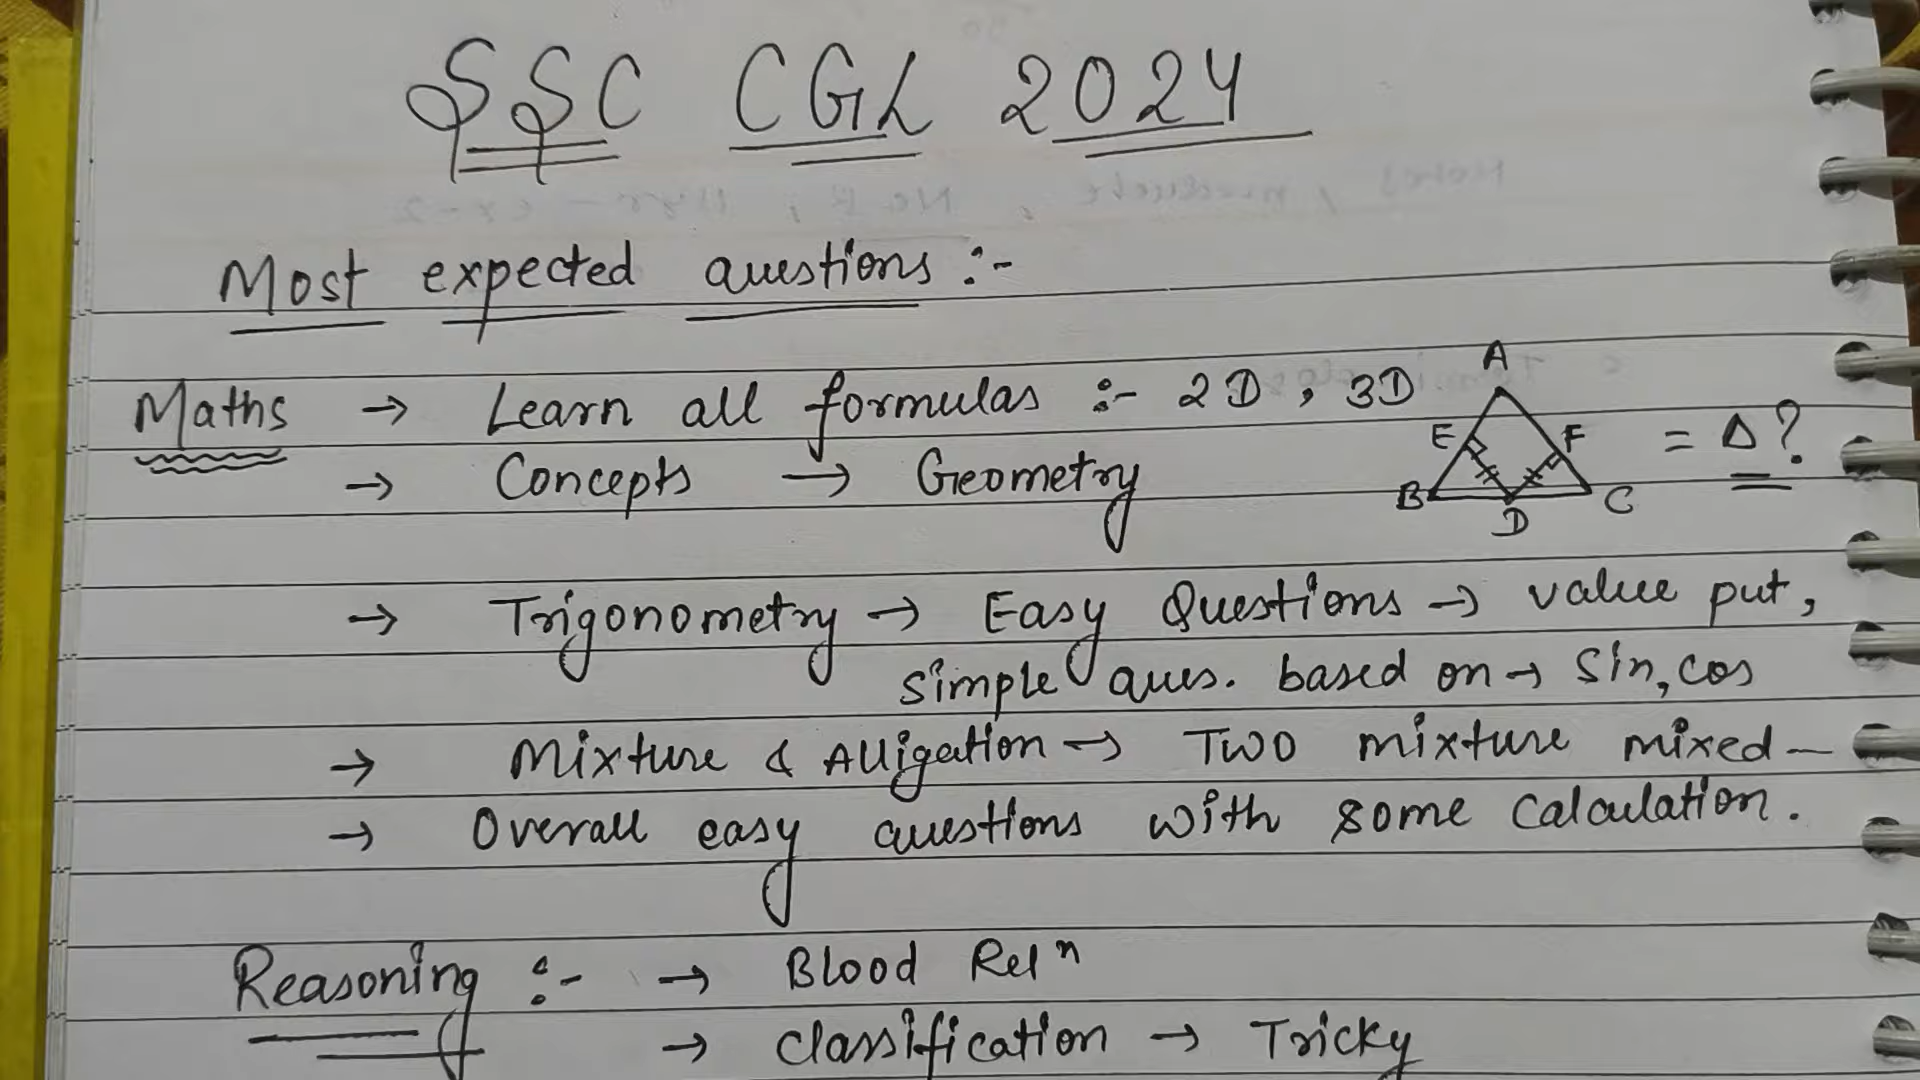 SSC CGL 2024
Most expected questions :-
Maths → Learn all formulas :- 2D, 3D
→ Concepts → Geometry
A
E F = Δ?
B D C
→ Trigonometry → Easy Questions → value put,
simple ques. based on → Sin, cos
→ Mixture & Alligation → Two mixture mixed—
→ Overall easy questions with some Calculation.
Reasoning :- → Blood Relⁿ
→ Classification → Tricky